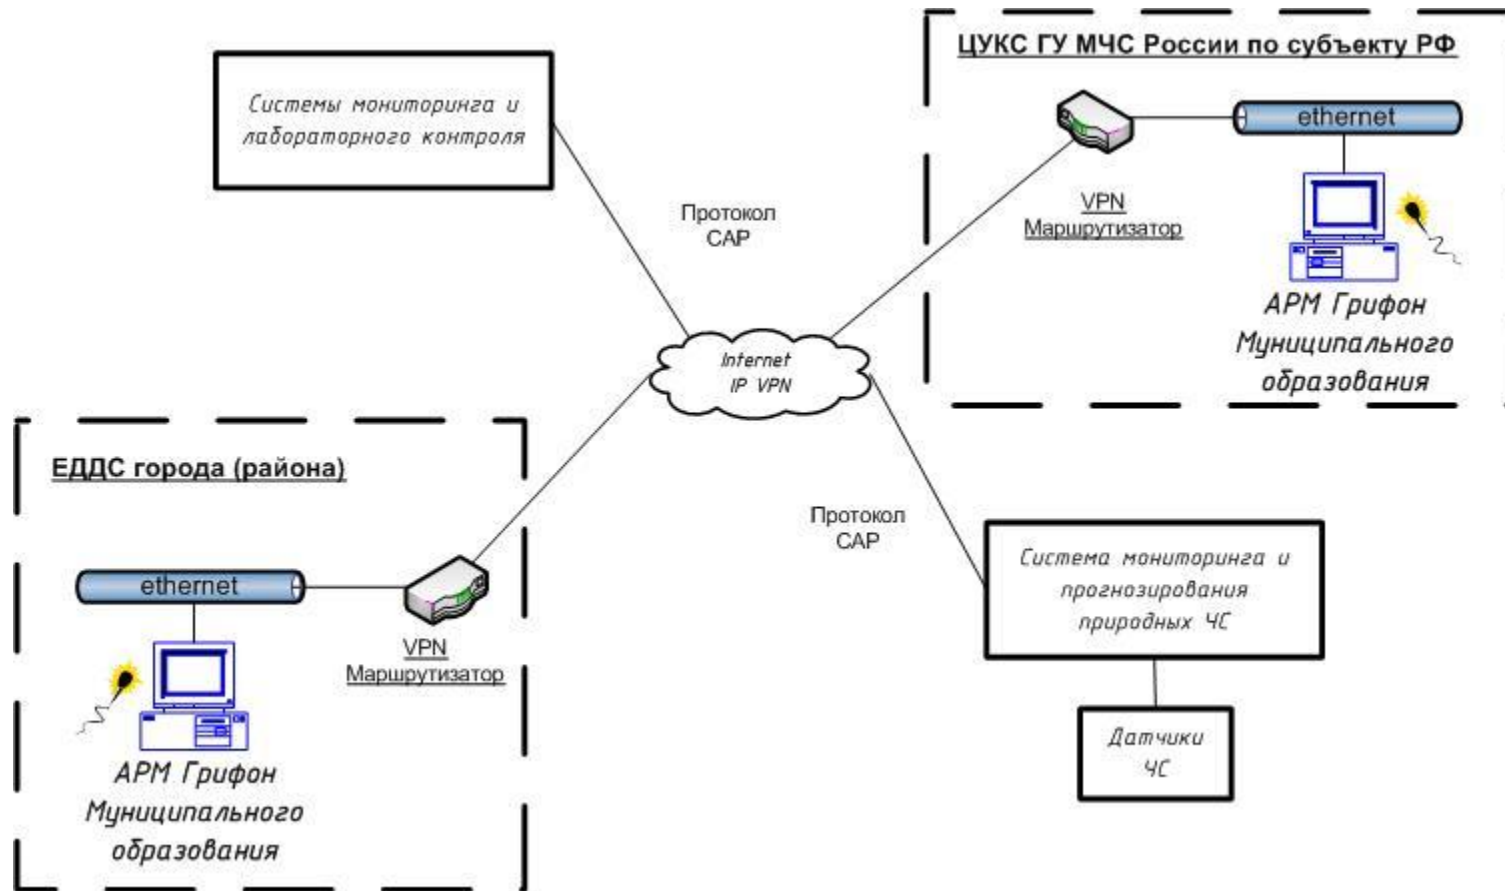 ЦУКС ГУ МЧС России по субъекту РФ
Системы мониторинга и
лабораторного контроля
ethernet
VPN
Маршрутизатор
Протокол
САР
АРМ Грифон
Муниципального
образования
Internet
IP VPN
ЕДДС города (района)
ethernet
VPN
Маршрутизатор
АРМ Грифон
Муниципального
образования
Протокол
САР
Система мониторинга и
прогнозирования
природных ЧС
Датчики
ЧС